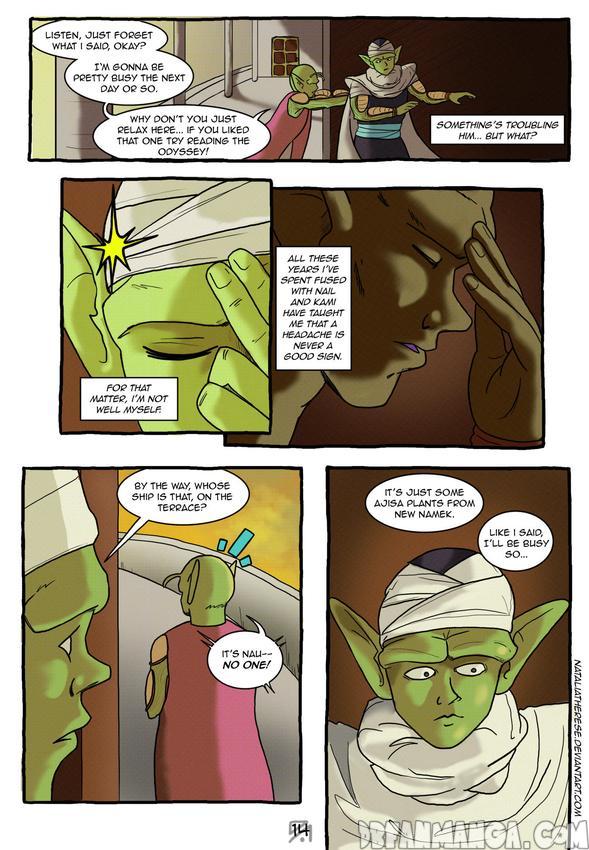 LISTEN, JUST FORGET
WHAT I SAID, OKAY?
I'M GONNA BE
PRETTY BUSY THE NEXT
DAY OR SO.
WHY DON'T YOU JUST
RELAX HERE... IF YOU LIKED
THAT ONE TRY READING THE
ODYSSEY!
SOMETHING'S TROUBLING
HIM... BUT WHAT?
ALL THESE
YEARS I'VE
SPENT FUSED
WITH NAIL
AND KAMI
HAVE TAUGHT
ME THAT A
HEADACHE IS
NEVER A
GOOD SIGN.
FOR THAT
MATTER, I'M NOT
WELL MYSELF.
BY THE WAY, WHOSE
SHIP IS THAT, ON THE
TERRACE?
IT'S NAU--
NO ONE!
IT'S JUST SOME
AJISA PLANTS FROM
NEW NAMEK.
LIKE I SAID,
I'LL BE BUSY
SO...
NATALIATHERESE.DEVIANTART.COM
14
DBFANMANGA.COM